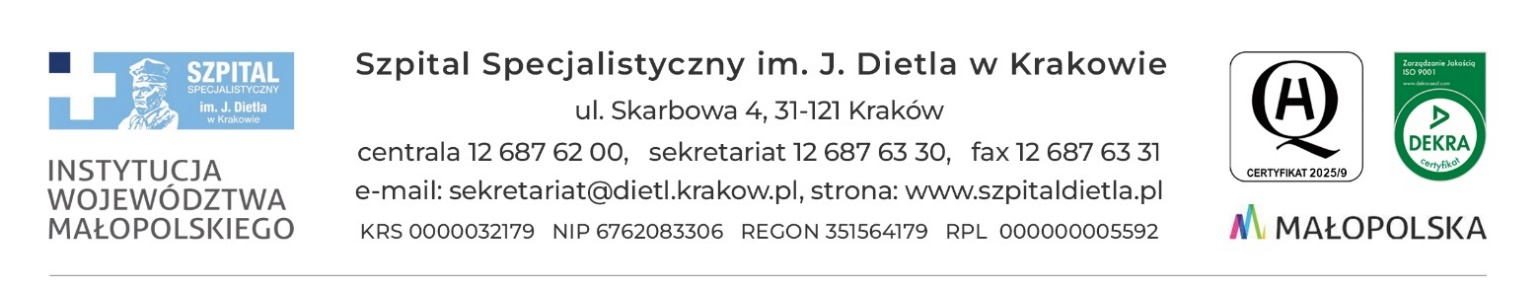 SZPITAL
SPECJALISTYCZNY
im. J. Dietla
w Krakowie
INSTYTUCJA
WOJEWÓDZTWA
MAŁOPOLSKIEGO
Szpital Specjalistyczny im. J. Dietla w Krakowie
ul. Skarbowa 4, 31-121 Kraków
centrala 12 687 62 00, sekretariat 12 687 63 30, fax 12 687 63 31
e-mail: sekretariat@dietl.krakow.pl, strona: www.szpitaldietla.pl
KRS 0000032179 NIP 6762083306 REGON 351564179 RPL 000000005592
QH
CERTYFIKAT 2025/9
Zarządzanie Jakością
ISO 9001
DEKRA
certyfikat
MAŁOPOLSKA